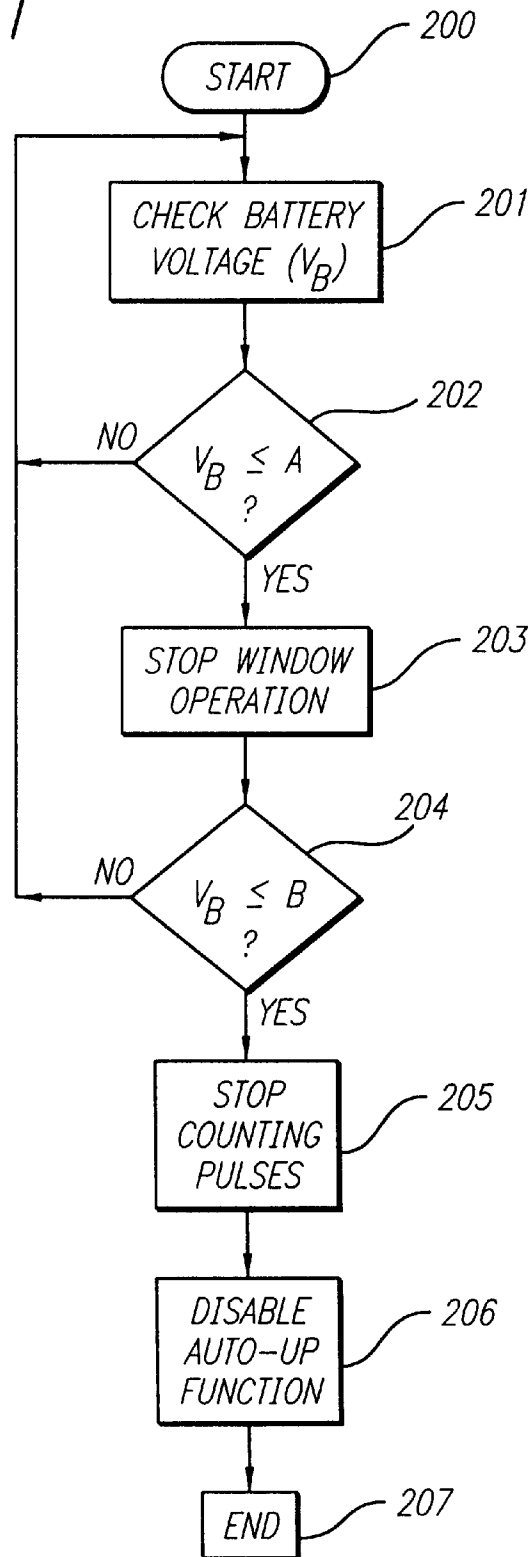 200
START
201
CHECK BATTERY
VOLTAGE (V_B)
202
NO
V_B ≤ A
?
YES
203
STOP WINDOW
OPERATION
204
NO
V_B ≤ B
?
YES
205
STOP
COUNTING
PULSES
206
DISABLE
AUTO-UP
FUNCTION
END
207